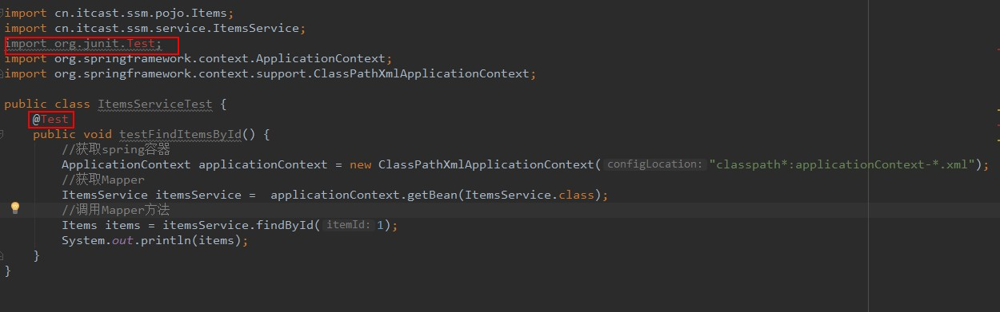 import cn.itcast.ssm.pojo.Items;
import cn.itcast.ssm.service.ItemsService;
import org.junit.Test;
import org.springframework.context.ApplicationContext;
import org.springframework.context.support.ClassPathXmlApplicationContext;
public class ItemsServiceTest {
@Test
public void testFindItemsById() {
//获取spring容器
ApplicationContext applicationContext = new ClassPathXmlApplicationContext( configLocation: "classpath*:applicationContext-*.xml");
//获取Mapper
ItemsService itemsService =  applicationContext.getBean(ItemsService.class);
//调用Mapper方法
Items items = itemsService.findById( itemId: 1);
System.out.println(items);
}
}